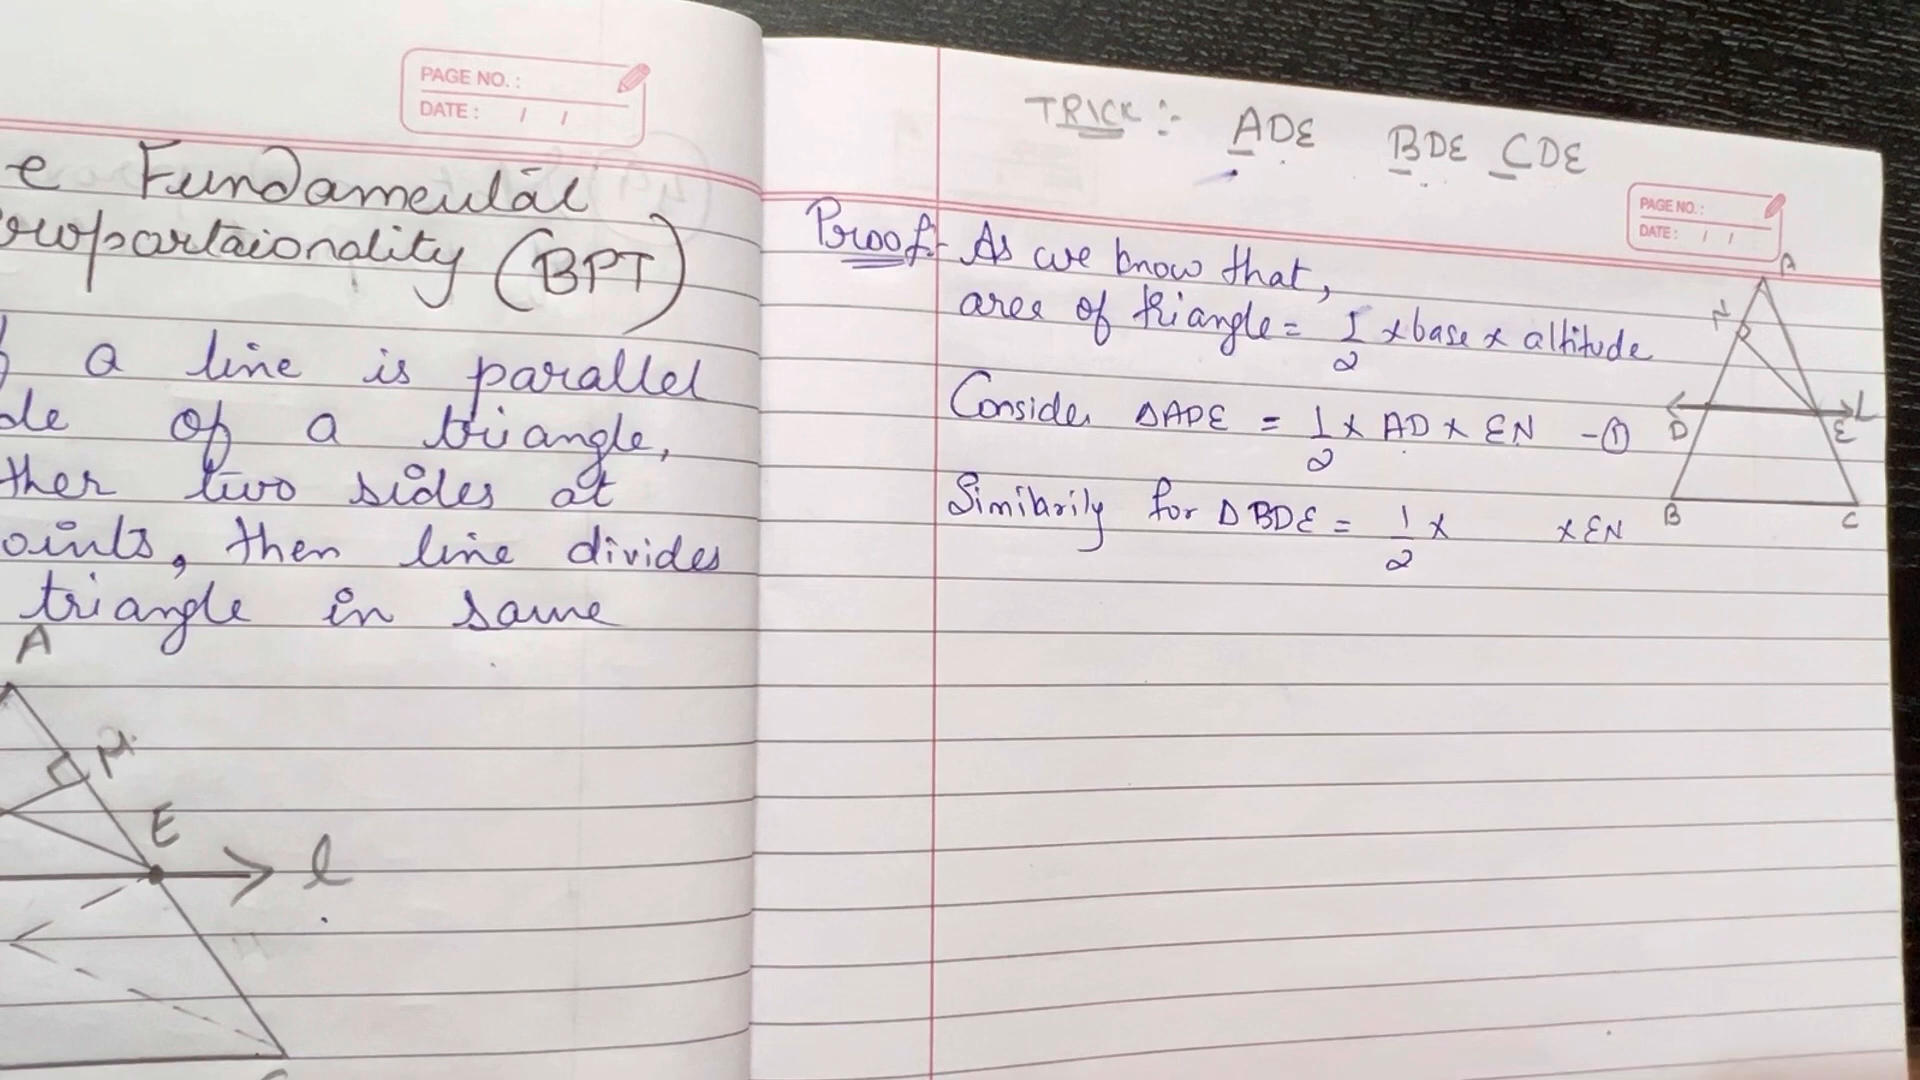 PAGE NO. :
DATE : / /
e Fundamental
roportaionality (BPT)
a line is parallel
de of a triangle,
ther two sides at
oints, then line divides
triangle in same
A
M
E
l
TRICK :- ADE BDE CDE
PAGE NO. :
DATE : / /
Proof:- As we know that,
area of triangle = 1/2 x base x altitude
Consider ΔADE = 1/2 x AD x EN - ①
Similarily for ΔBDE = 1/2 x x EN
A
N
D
E
L
B
C